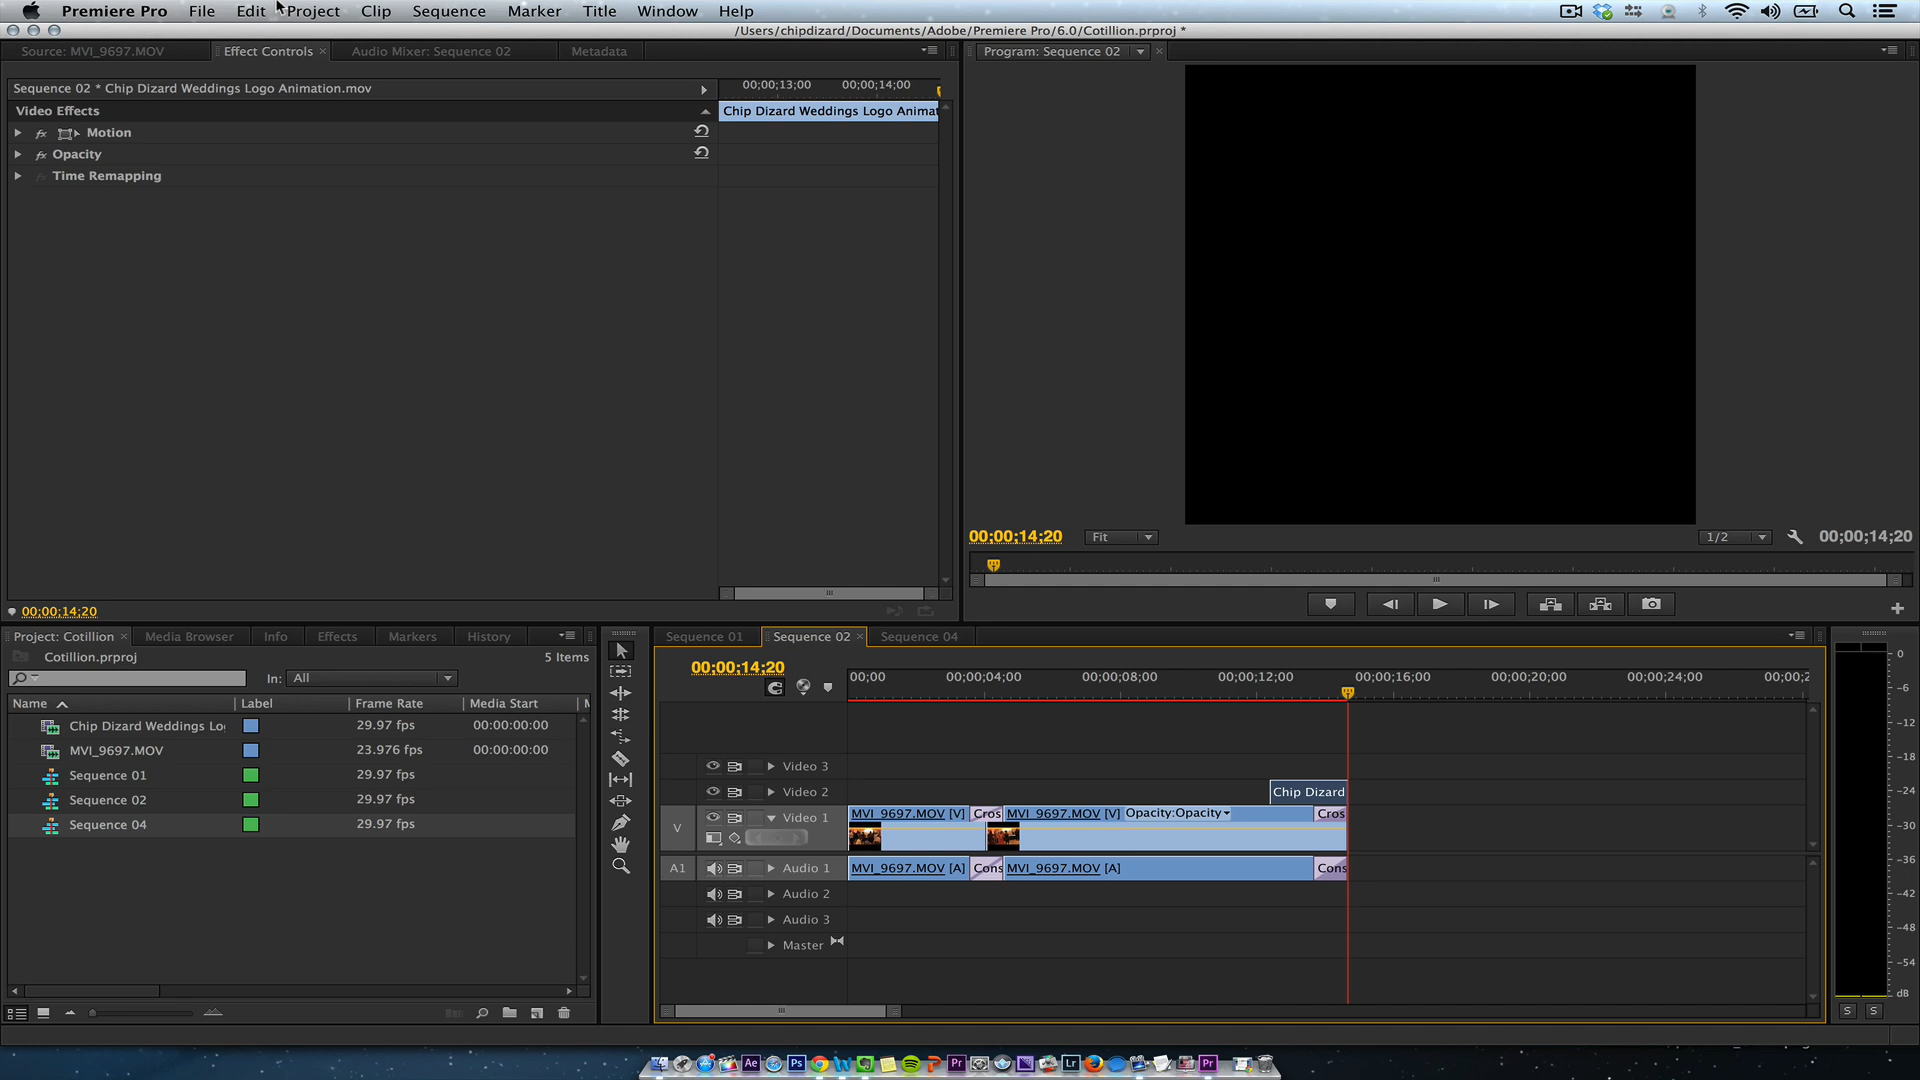 Premiere Pro File Edit Project Clip Sequence Marker Title Window Help
/Users/chipdizard/Documents/Adobe/Premiere Pro/6.0/Cotillion.prproj *
Source: MVI_9697.MOV Effect Controls × Audio Mixer: Sequence 02 Metadata
Program: Sequence 02 ×
Sequence 02 * Chip Dizard Weddings Logo Animation.mov
00;00;13;00 00;00;14;00
Video Effects
Chip Dizard Weddings Logo Animat
fx Motion
fx Opacity
Time Remapping
00;00;14;20 Fit 1/2 00;00;14;20
00;00;14;20
Project: Cotillion × Media Browser Info Effects Markers History
Cotillion.prproj 5 Items
In: All
Name Label Frame Rate Media Start
Chip Dizard Weddings Lo 29.97 fps 00:00:00:00
MVI_9697.MOV 23.976 fps 00:00:00:00
Sequence 01 29.97 fps
Sequence 02 29.97 fps
Sequence 04 29.97 fps
Sequence 01 Sequence 02 × Sequence 04
00;00;14;20
00;00 00;00;04;00 00;00;08;00 00;00;12;00 00;00;16;00 00;00;20;00 00;00;24;00 00;00;2
Video 3
Video 2 Chip Dizard
V Video 1 MVI_9697.MOV [V] Cros MVI_9697.MOV [V] Opacity:Opacity Cros
A1 Audio 1 MVI_9697.MOV [A] Cons MVI_9697.MOV [A] Cons
Audio 2
Audio 3
Master
0
-6
-12
-18
-24
-30
-36
-42
-48
-54
dB
S S
Ae Ps Pr Lr Pr